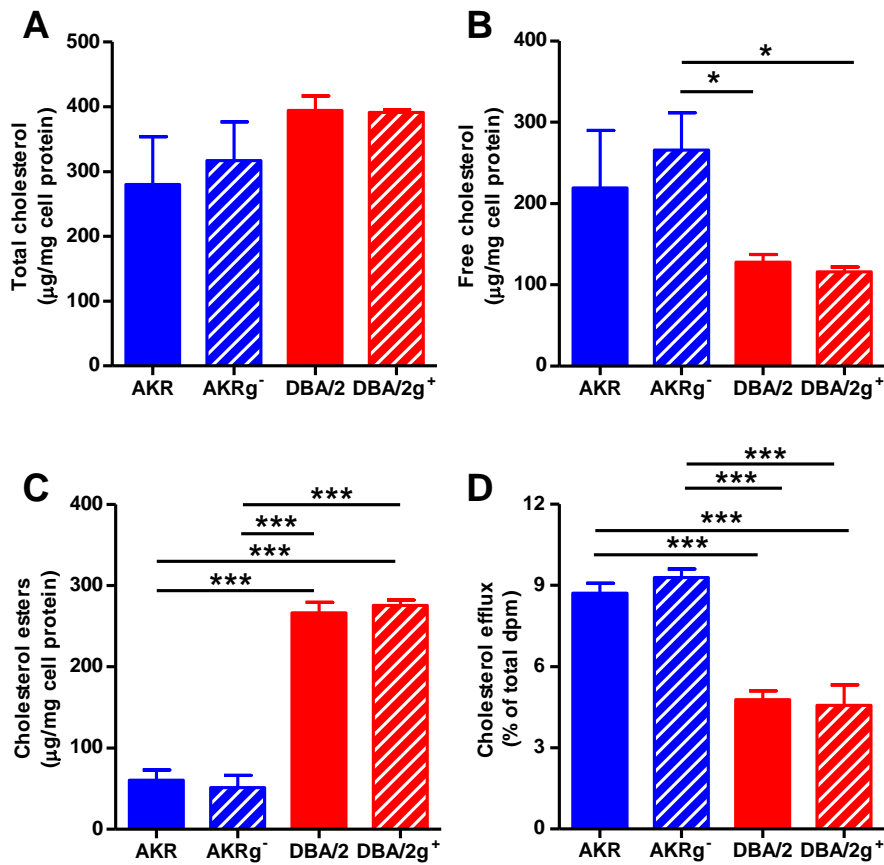 A
Total cholesterol
(µg/mg cell protein)
500
400
300
200
100
0
AKR AKRg⁻ DBA/2 DBA/2g⁺
B
Free cholesterol
(µg/mg cell protein)
400
300
200
100
0
*
*
AKR AKRg⁻ DBA/2 DBA/2g⁺
C
Cholesterol esters
(µg/mg cell protein)
400
300
200
100
0
***
***
***
***
AKR AKRg⁻ DBA/2 DBA/2g⁺
D
Cholesterol efflux
(% of total dpm)
12
9
6
3
0
***
***
***
***
AKR AKRg⁻ DBA/2 DBA/2g⁺